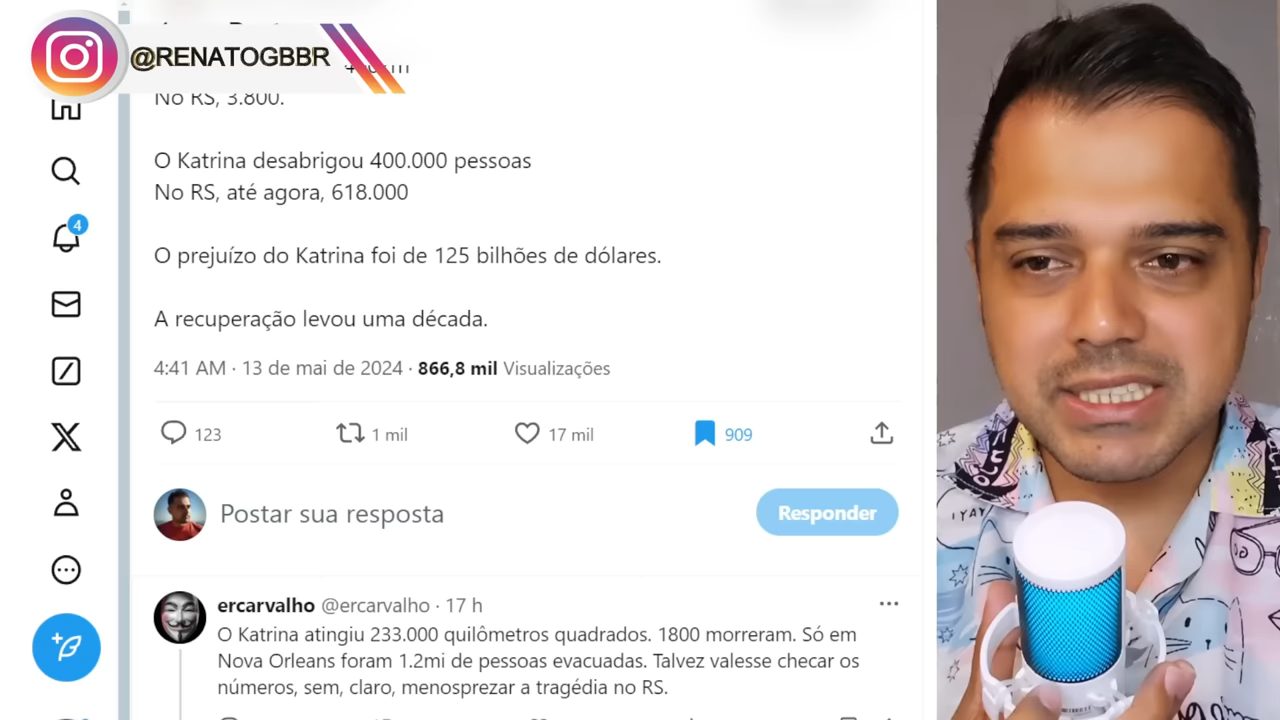 @RENATOGBBR
No RS, 3.800.
O Katrina desabrigou 400.000 pessoas
No RS, até agora, 618.000
O prejuízo do Katrina foi de 125 bilhões de dólares.
A recuperação levou uma década.
4:41 AM · 13 de mai de 2024 · 866,8 mil Visualizações
123 1 mil 17 mil 909
4
Postar sua resposta Responder
ercarvalho @ercarvalho · 17 h
O Katrina atingiu 233.000 quilômetros quadrados. 1800 morreram. Só em
Nova Orleans foram 1.2mi de pessoas evacuadas. Talvez valesse checar os
números, sem, claro, menosprezar a tragédia no RS.